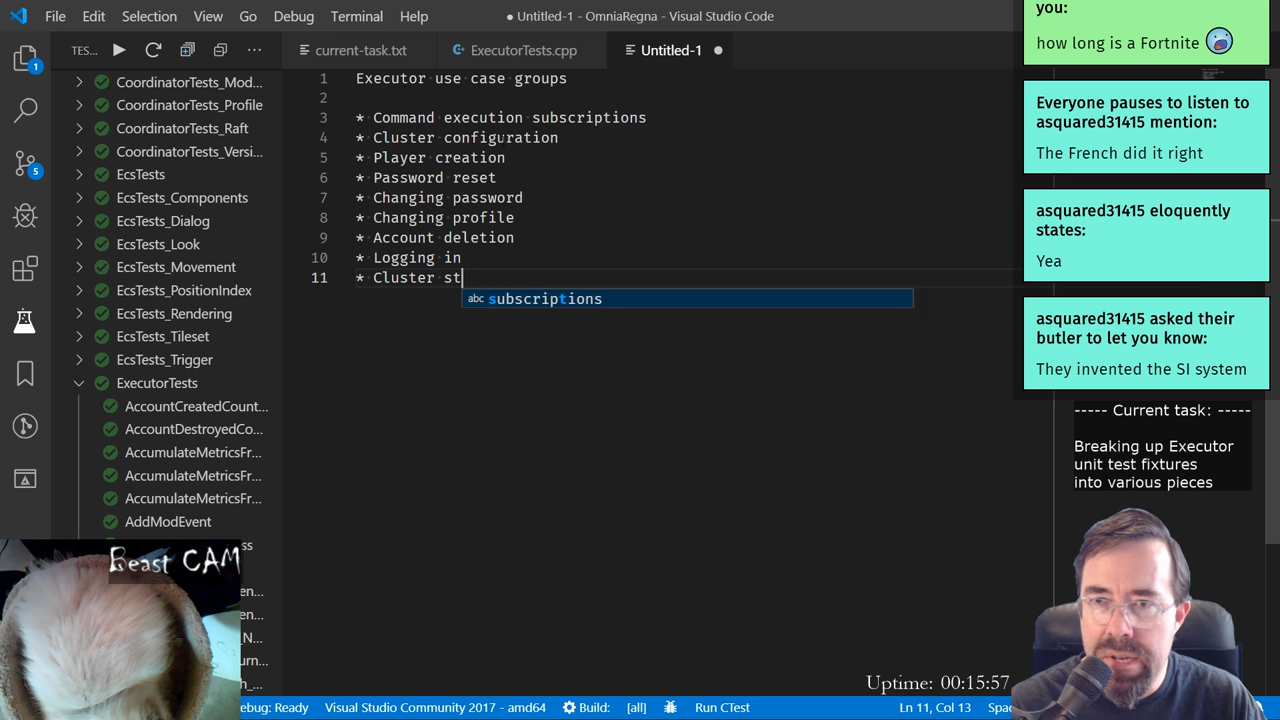 File Edit Selection View Go Debug Terminal Help
● Untitled-1 - OmniaRegna - Visual Studio Code
TES...
current-task.txt
ExecutorTests.cpp
Untitled-1
1
5
CoordinatorTests_Mod...
CoordinatorTests_Profile
CoordinatorTests_Raft
CoordinatorTests_Versi...
EcsTests
EcsTests_Components
EcsTests_Dialog
EcsTests_Look
EcsTests_Movement
EcsTests_PositionIndex
EcsTests_Rendering
EcsTests_Tileset
EcsTests_Trigger
ExecutorTests
AccountCreatedCount...
AccountDestroyedCo...
AccumulateMetricsFr...
AccumulateMetricsFr...
AccumulateMetricsFr...
AddModEvent
1 Executor use case groups
2
3 * Command execution subscriptions
4 * Cluster configuration
5 * Player creation
6 * Password reset
7 * Changing password
8 * Changing profile
9 * Account deletion
10 * Logging in
11 * Cluster st
abc subscriptions
you:
how long is a Fortnite
Everyone pauses to listen to
asquared31415 mention:
The French did it right
asquared31415 eloquently
states:
Yea
asquared31415 asked their
butler to let you know:
They invented the SI system
----- Current task: -----
Breaking up Executor
unit test fixtures
into various pieces
Beast CAM
Uptime: 00:15:57
ebug: Ready
Visual Studio Community 2017 - amd64
Build: [all]
Run CTest
Ln 11, Col 13
Spac